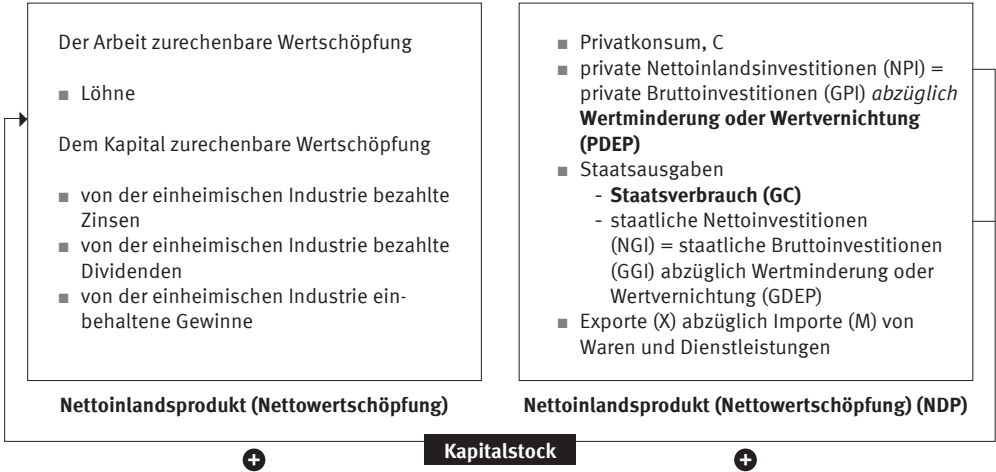 Der Arbeit zurechenbare Wertschöpfung
■ Löhne
Dem Kapital zurechenbare Wertschöpfung
■ von der einheimischen Industrie bezahlte
Zinsen
■ von der einheimischen Industrie bezahlte
Dividenden
■ von der einheimischen Industrie ein-
behaltene Gewinne
Nettoinlandsprodukt (Nettowertschöpfung)
■ Privatkonsum, C
■ private Nettoinlandsinvestitionen (NPI) =
private Bruttoinvestitionen (GPI) abzüglich
Wertminderung oder Wertvernichtung
(PDEP)
■ Staatsausgaben
- Staatsverbrauch (GC)
- staatliche Nettoinvestitionen
(NGI) = staatliche Bruttoinvestitionen
(GGI) abzüglich Wertminderung oder
Wertvernichtung (GDEP)
■ Exporte (X) abzüglich Importe (M) von
Waren und Dienstleistungen
Nettoinlandsprodukt (Nettowertschöpfung) (NDP)
Kapitalstock
+ +